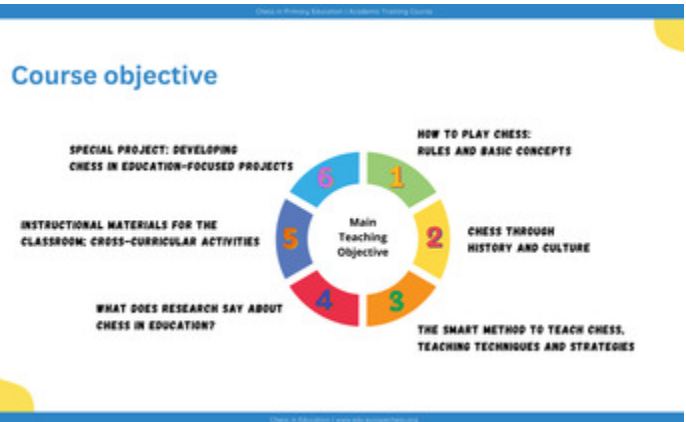 Chess in Primary Education | Academic Training Course
Course objective
HOW TO PLAY CHESS:
RULES AND BASIC CONCEPTS
1
CHESS THROUGH
HISTORY AND CULTURE
2
THE SMART METHOD TO TEACH CHESS,
TEACHING TECHNIQUES AND STRATEGIES
3
WHAT DOES RESEARCH SAY ABOUT
CHESS IN EDUCATION?
4
INSTRUCTIONAL MATERIALS FOR THE
CLASSROOM; CROSS-CURRICULAR ACTIVITIES
5
SPECIAL PROJECT: DEVELOPING
CHESS IN EDUCATION-FOCUSED PROJECTS
6
Main
Teaching
Objective
Chess in Education |